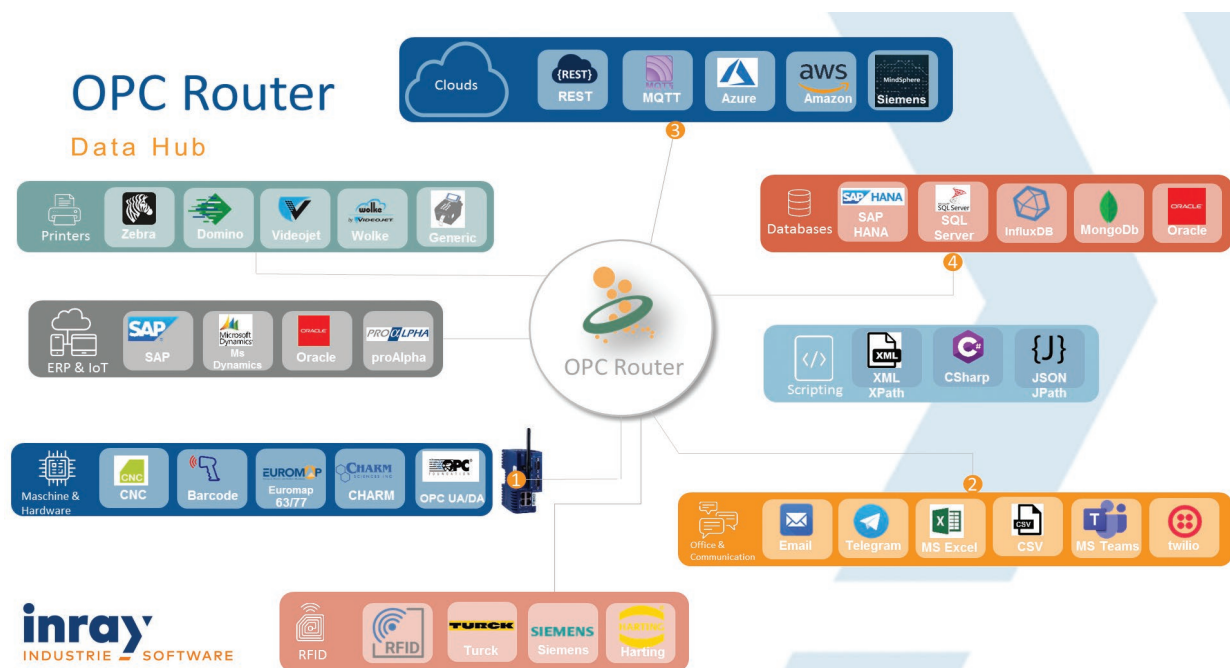 OPC Router
Data Hub
Clouds
{REST}
REST
MQTT
Azure
aws
Amazon
MindSphere
Siemens
3
Printers
Zebra
Domino
Videojet
wolke
by VIDEOJET
Wolke
Generic
Databases
SAP HANA
SAP
HANA
SQL Server
SQL
Server
InfluxDB
MongoDb
ORACLE
Oracle
4
ERP & IoT
SAP
SAP
Microsoft
Dynamics
Ms
Dynamics
ORACLE
Oracle
PROALPHA
proAlpha
OPC Router
Scripting
</>
XML
XML
XPath
C#
CSharp
{J}
JSON
JPath
Maschine &
Hardware
CNC
CNC
Barcode
EUROMAP
Euromap
63/77
CHARM
SCIENCES INC
CHARM
OPC
FOUNDATION
OPC UA/DA
1
2
Office &
Communication
Email
Telegram
X
MS Excel
CSV
CSV
T
MS Teams
twilio
RFID
RFID
TURCK
Turck
SIEMENS
Siemens
HARTING
Harting
inray
INDUSTRIE _ SOFTWARE